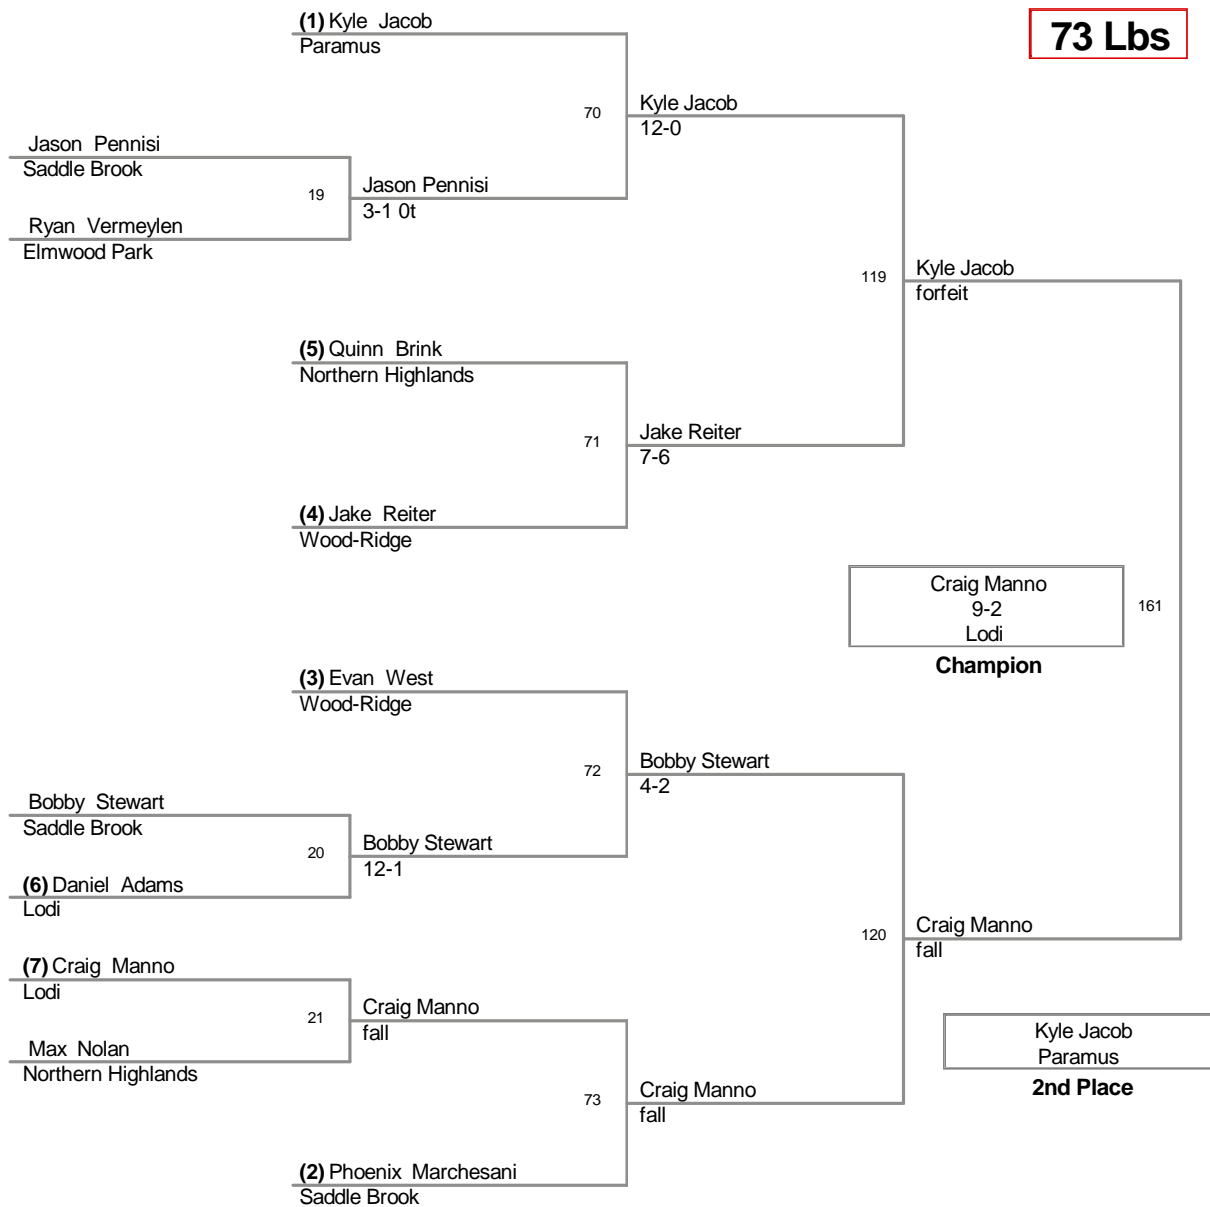 (1) Kyle Jacob
Paramus
73 Lbs
70
Kyle Jacob
12-0
Jason Pennisi
Saddle Brook
19
Jason Pennisi
3-1 0t
Ryan Vermeylen
Elmwood Park
119
Kyle Jacob
forfeit
(5) Quinn Brink
Northern Highlands
71
Jake Reiter
7-6
(4) Jake Reiter
Wood-Ridge
Craig Manno
9-2
Lodi
161
Champion
(3) Evan West
Wood-Ridge
72
Bobby Stewart
4-2
Bobby Stewart
Saddle Brook
20
Bobby Stewart
12-1
(6) Daniel Adams
Lodi
120
Craig Manno
fall
(7) Craig Manno
Lodi
21
Craig Manno
fall
Max Nolan
Northern Highlands
Kyle Jacob
Paramus
2nd Place
73
Craig Manno
fall
(2) Phoenix Marchesani
Saddle Brook